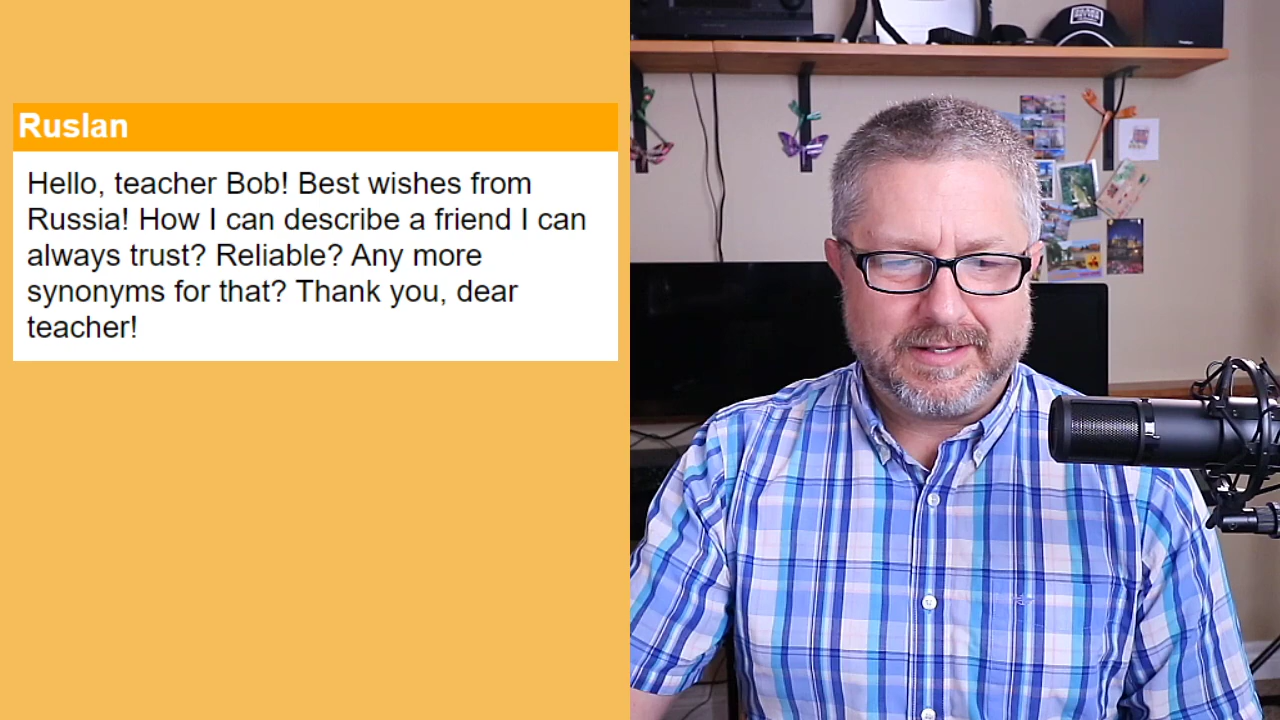 Ruslan
Hello, teacher Bob! Best wishes from
Russia! How I can describe a friend I can
always trust? Reliable? Any more
synonyms for that? Thank you, dear
teacher!